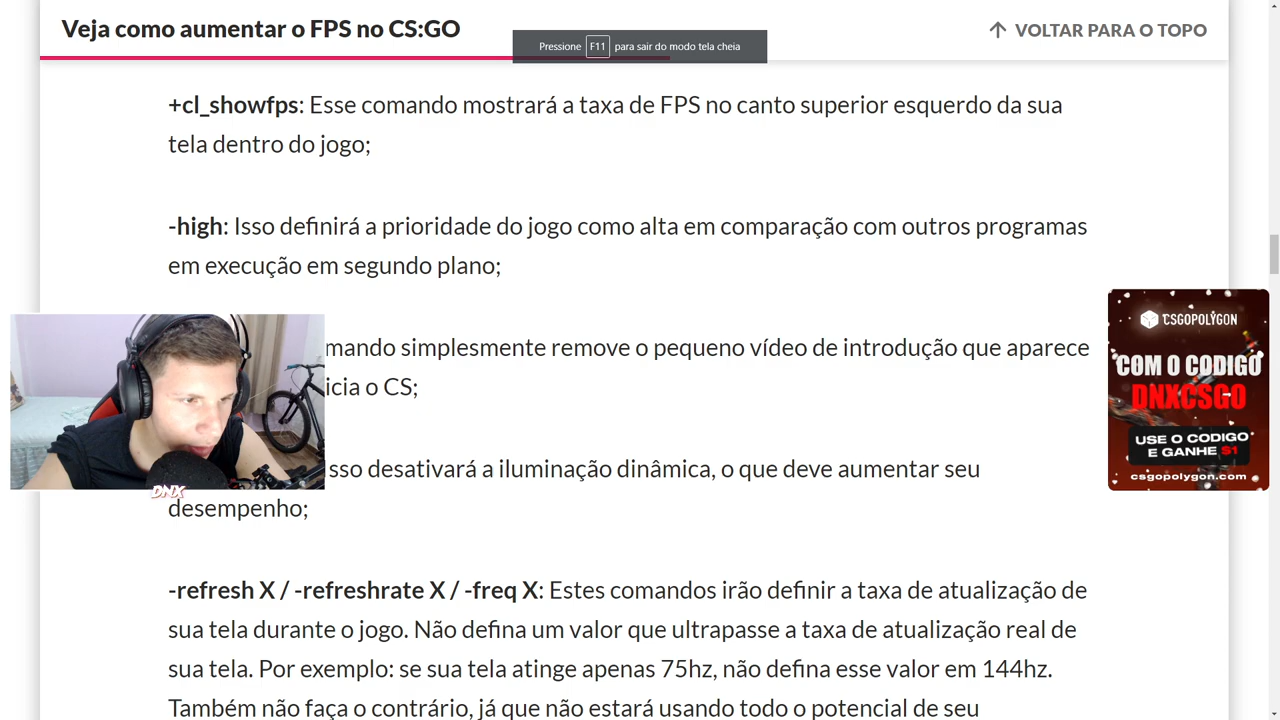 Veja como aumentar o FPS no CS:GO
VOLTAR PARA O TOPO
Pressione F11 para sair do modo tela cheia
+cl_showfps: Esse comando mostrará a taxa de FPS no canto superior esquerdo da sua
tela dentro do jogo;
-high: Isso definirá a prioridade do jogo como alta em comparação com outros programas
em execução em segundo plano;
mando simplesmente remove o pequeno vídeo de introdução que aparece
icia o CS;
sso desativará a iluminação dinâmica, o que deve aumentar seu
desempenho;
-refresh X / -refreshrate X / -freq X: Estes comandos irão definir a taxa de atualização de
sua tela durante o jogo. Não defina um valor que ultrapasse a taxa de atualização real de
sua tela. Por exemplo: se sua tela atinge apenas 75hz, não defina esse valor em 144hz.
Também não faça o contrário, já que não estará usando todo o potencial de seu
DNX
CSGOPOLYGON
COM O CODIGO
DNXCSGO
USE O CODIGO
E GANHE $1
csgopolygon.com